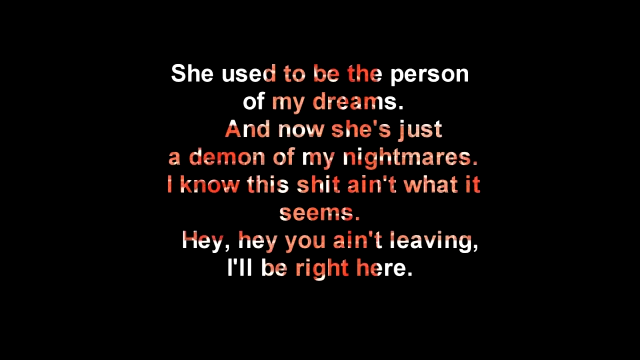 She used to be the person
of my dreams.
And now she's just
a demon of my nightmares.
I know this shit ain't what it
seems.
Hey, hey you ain't leaving,
I'll be right here.